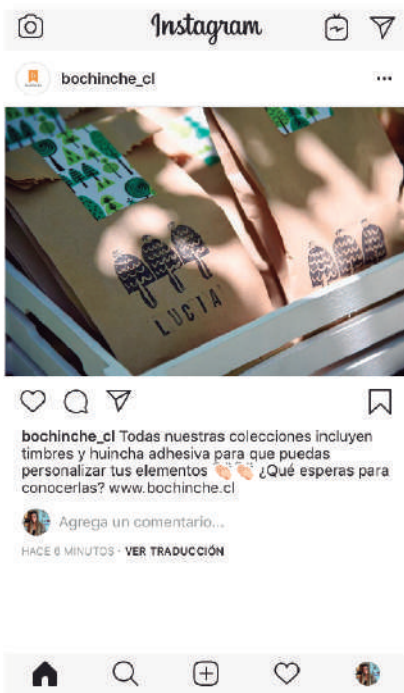 Instagram
bochinche_cl
LUCIA
bochinche_cl Todas nuestras colecciones incluyen
timbres y huincha adhesiva para que puedas
personalizar tus elementos 👏🏻👏🏻 ¿Qué esperas para
conocerlas? www.bochinche.cl
Agrega un comentario...
HACE 6 MINUTOS · VER TRADUCCIÓN